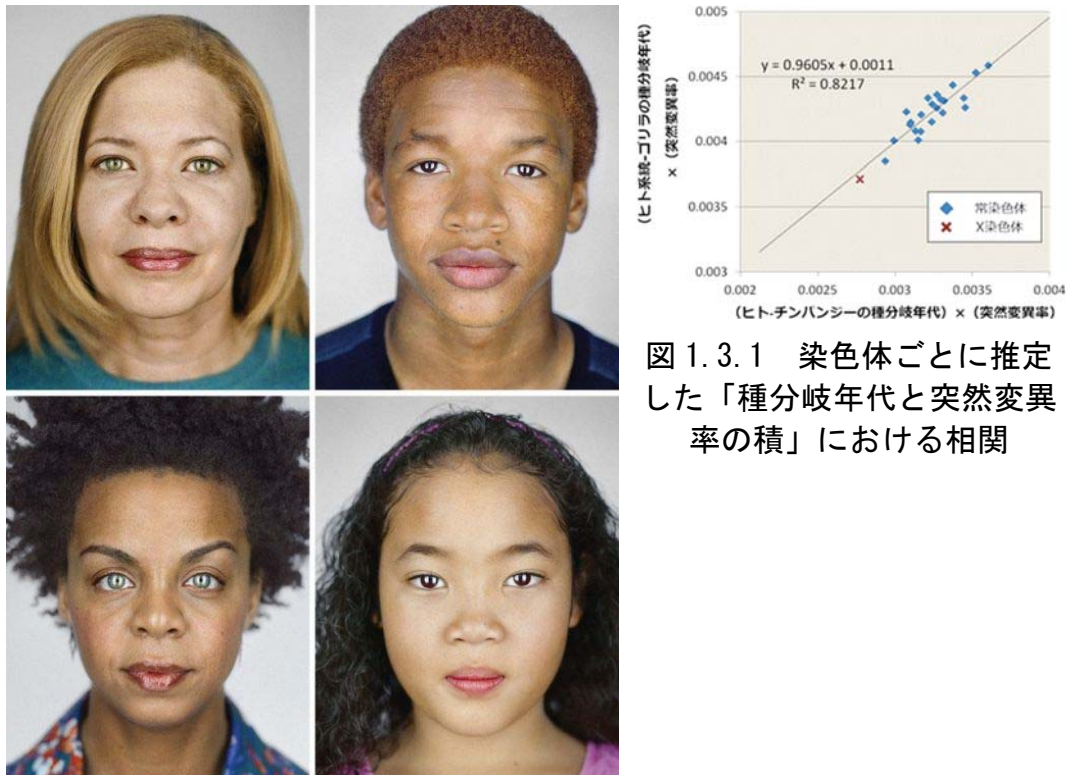 0.005
0.0045
0.004
0.0035
0.003
(ヒト系統-ゴリラの種分岐年代)
×(突然変異率)
y = 0.9605x + 0.0011
R² = 0.8217
常染色体
X染色体
0.002 0.0025 0.003 0.0035 0.004
(ヒト-チンパンジーの種分岐年代)×(突然変異率)
図1.3.1 染色体ごとに推定
した「種分岐年代と突然変異
率の積」における相関